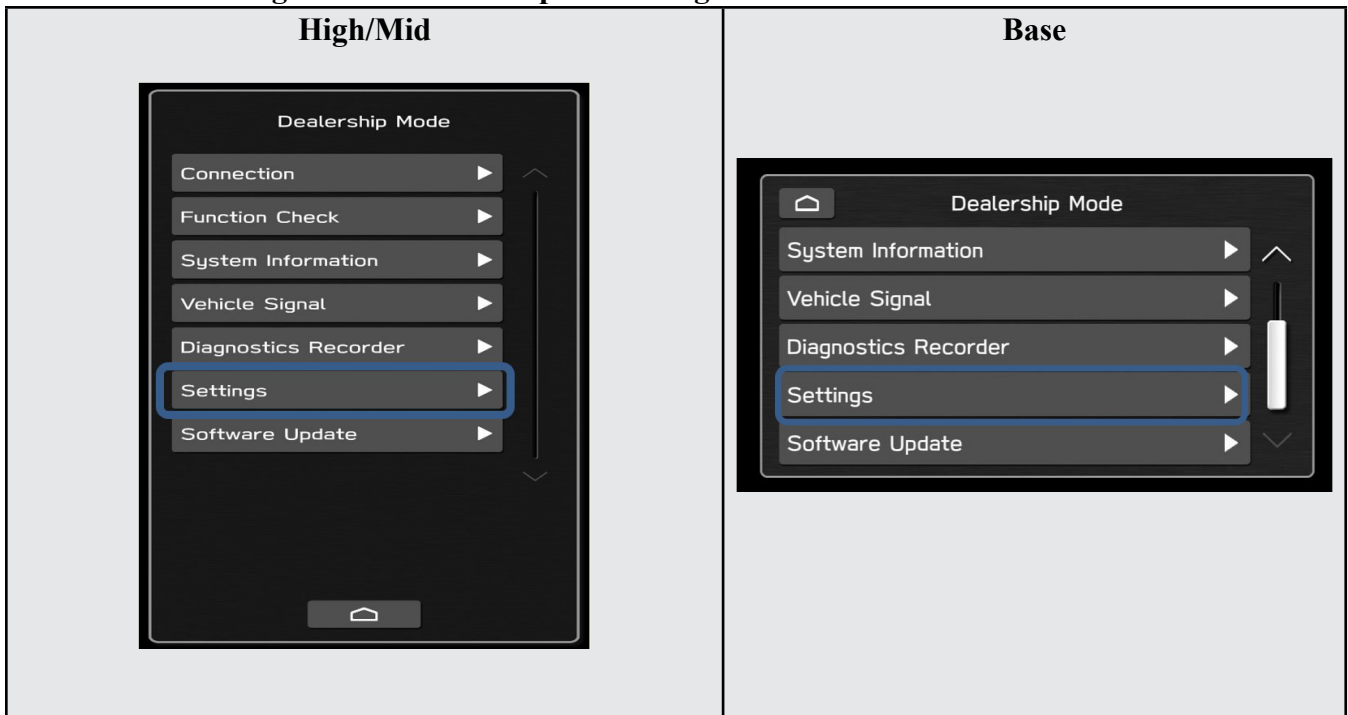 High/Mid
Base
Dealership Mode
Connection
Function Check
System Information
Vehicle Signal
Diagnostics Recorder
Settings
Software Update
Dealership Mode
System Information
Vehicle Signal
Diagnostics Recorder
Settings
Software Update